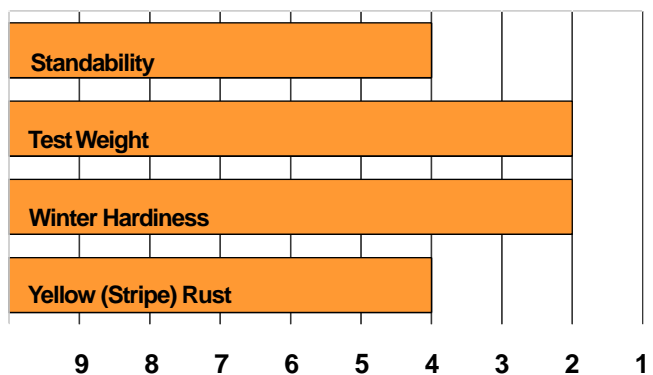 Standability
Test Weight
Winter Hardiness
Yellow (Stripe) Rust
9 8 7 6 5 4 3 2 1